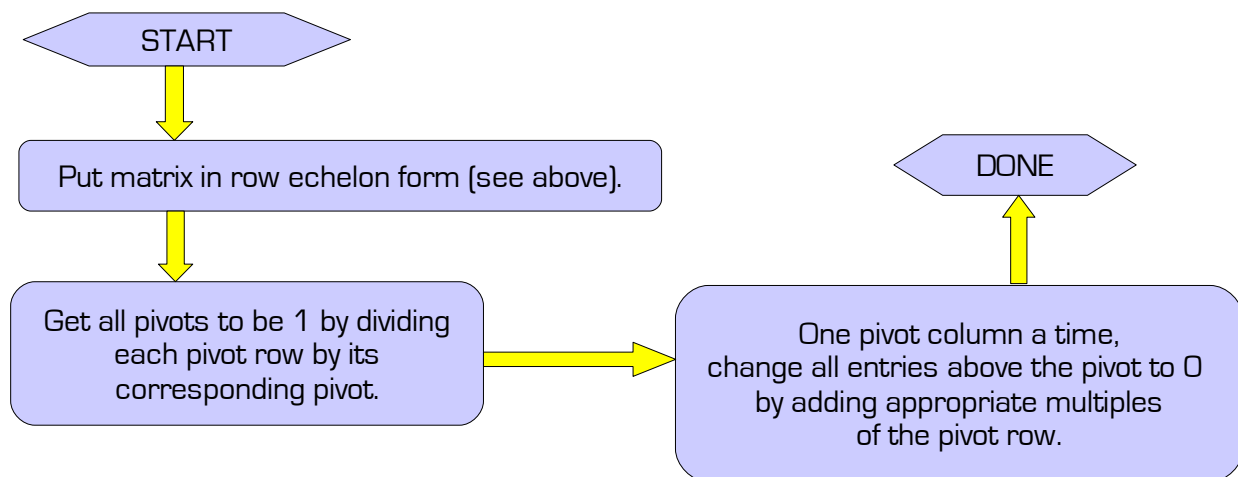 START
Put matrix in row echelon form (see above).
Get all pivots to be 1 by dividing
each pivot row by its
corresponding pivot.
One pivot column a time,
change all entries above the pivot to 0
by adding appropriate multiples
of the pivot row.
DONE